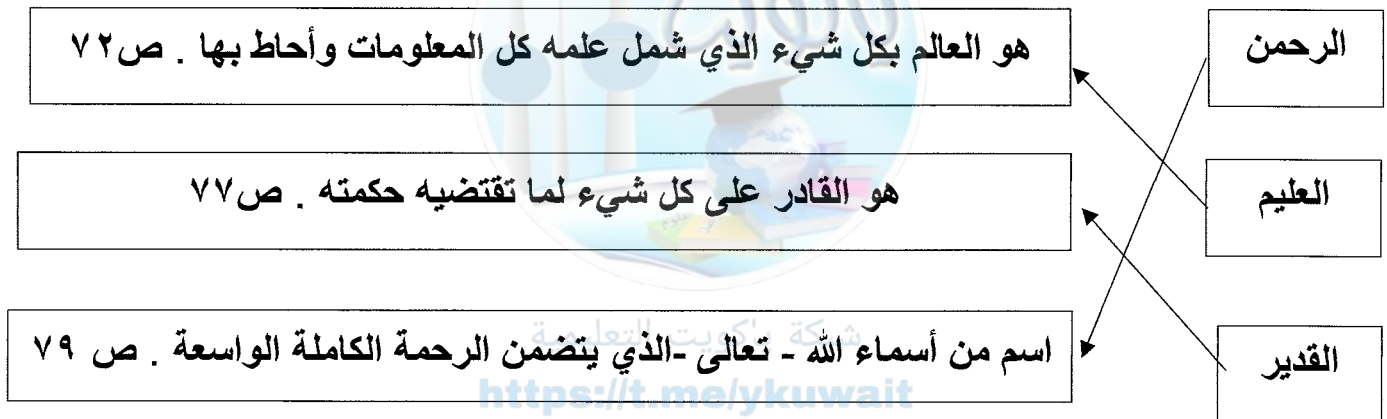 الرحمن
هو العالم بكل شيء الذي شمل علمه كل المعلومات وأحاط بها . ص٧٢
العليم
هو القادر على كل شيء لما تقتضيه حكمته . ص٧٧
القدير
اسم من أسماء الله - تعالى -الذي يتضمن الرحمة الكاملة الواسعة . ص ٧٩
شركة ياكويت التعليمية
https://t.me/ykuwait